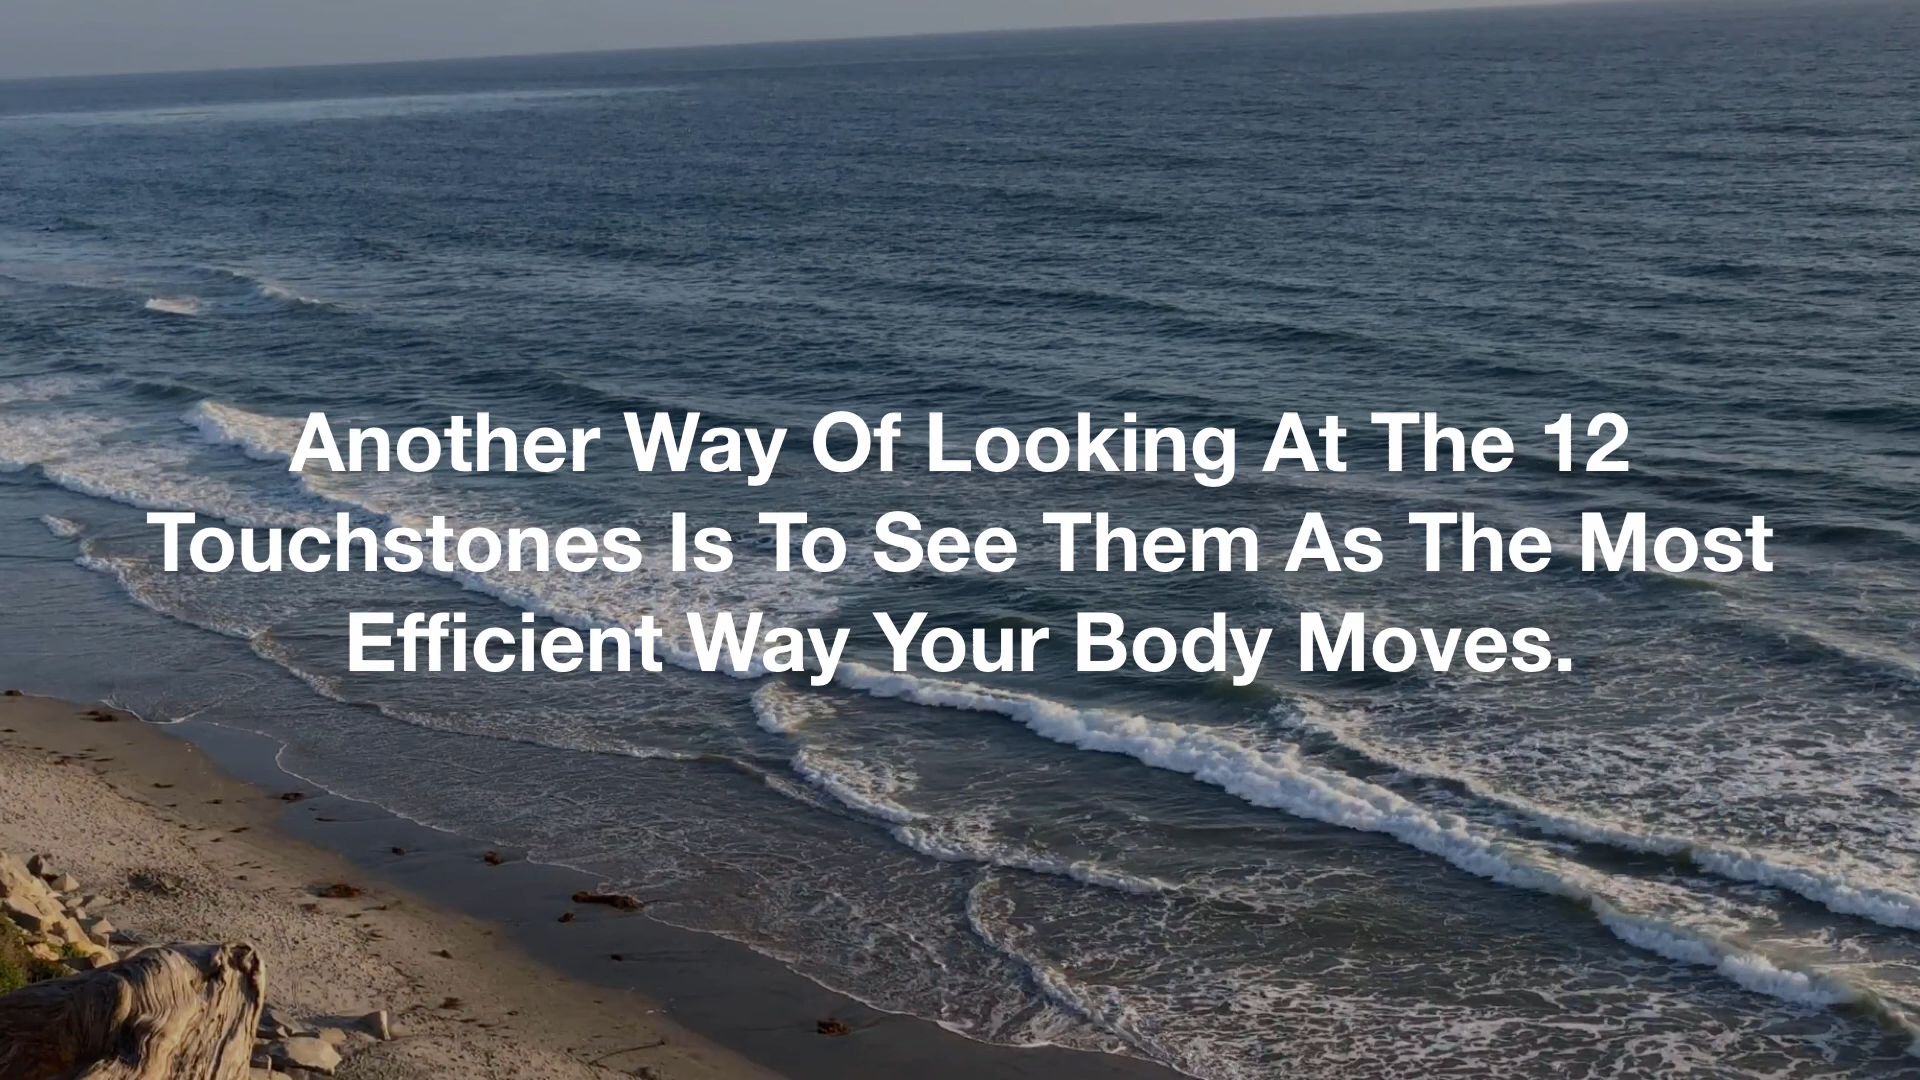 Another Way Of Looking At The 12
Touchstones Is To See Them As The Most
Efficient Way Your Body Moves.